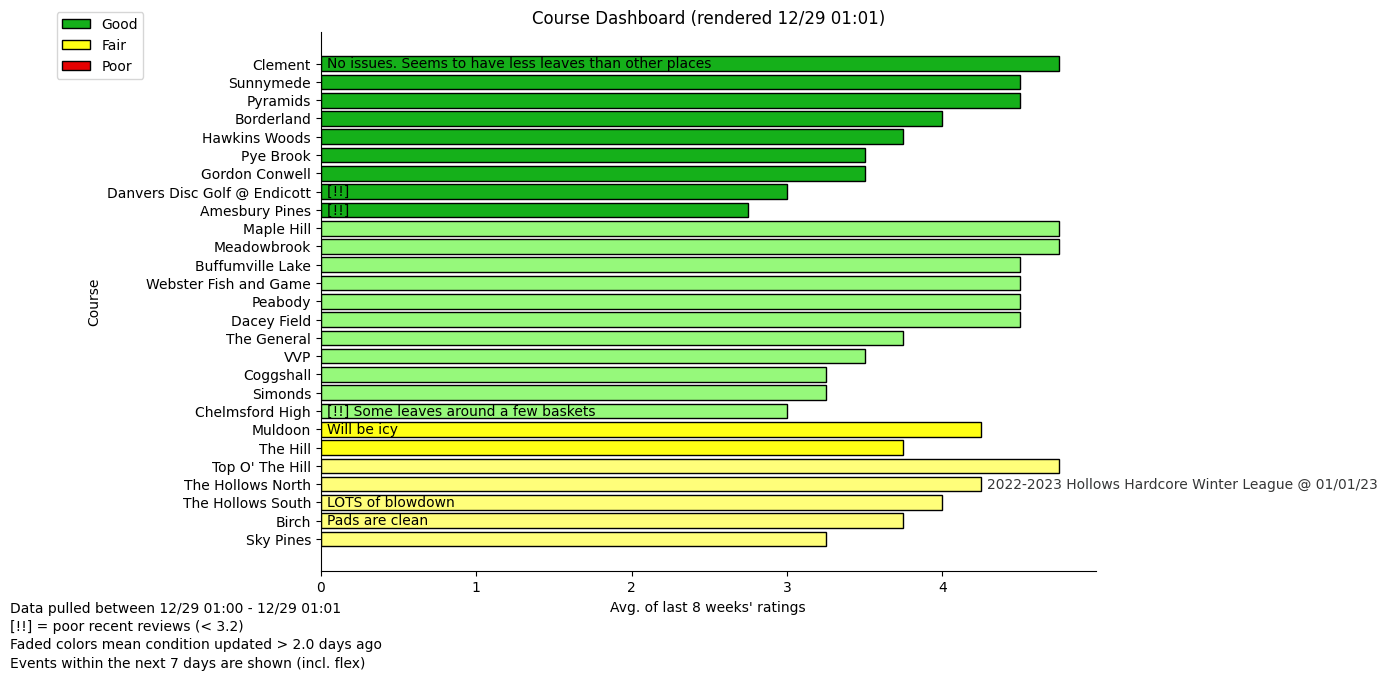 Course Dashboard (rendered 12/29 01:01)
Good
Fair
Poor
Course
Clement
No issues. Seems to have less leaves than other places
Sunnymede
Pyramids
Borderland
Hawkins Woods
Pye Brook
Gordon Conwell
Danvers Disc Golf @ Endicott
[!!]
Amesbury Pines
[!!]
Maple Hill
Meadowbrook
Buffumville Lake
Webster Fish and Game
Peabody
Dacey Field
The General
VVP
Coggshall
Simonds
Chelmsford High
[!!] Some leaves around a few baskets
Muldoon
Will be icy
The Hill
Top O' The Hill
The Hollows North
2022-2023 Hollows Hardcore Winter League @ 01/01/23
The Hollows South
LOTS of blowdown
Birch
Pads are clean
Sky Pines
0 1 2 3 4
Avg. of last 8 weeks' ratings
Data pulled between 12/29 01:00 - 12/29 01:01
[!!] = poor recent reviews (< 3.2)
Faded colors mean condition updated > 2.0 days ago
Events within the next 7 days are shown (incl. flex)